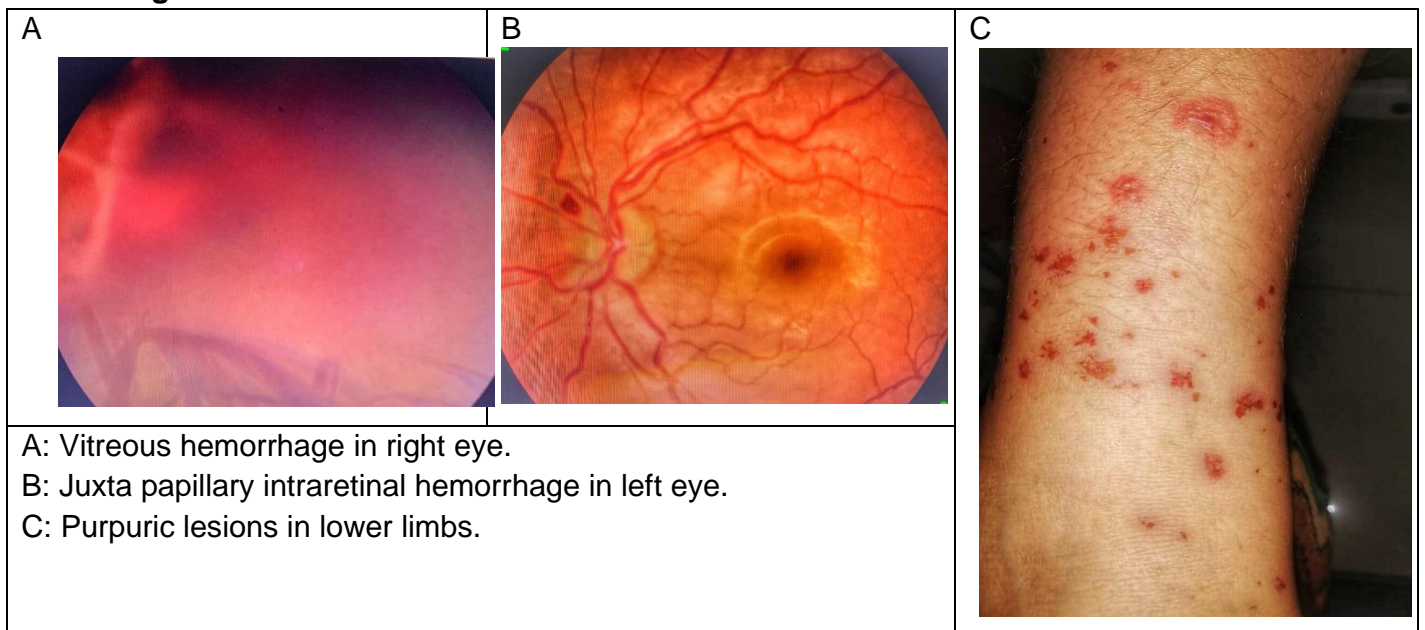 A
B
C
A: Vitreous hemorrhage in right eye.
B: Juxta papillary intraretinal hemorrhage in left eye.
C: Purpuric lesions in lower limbs.